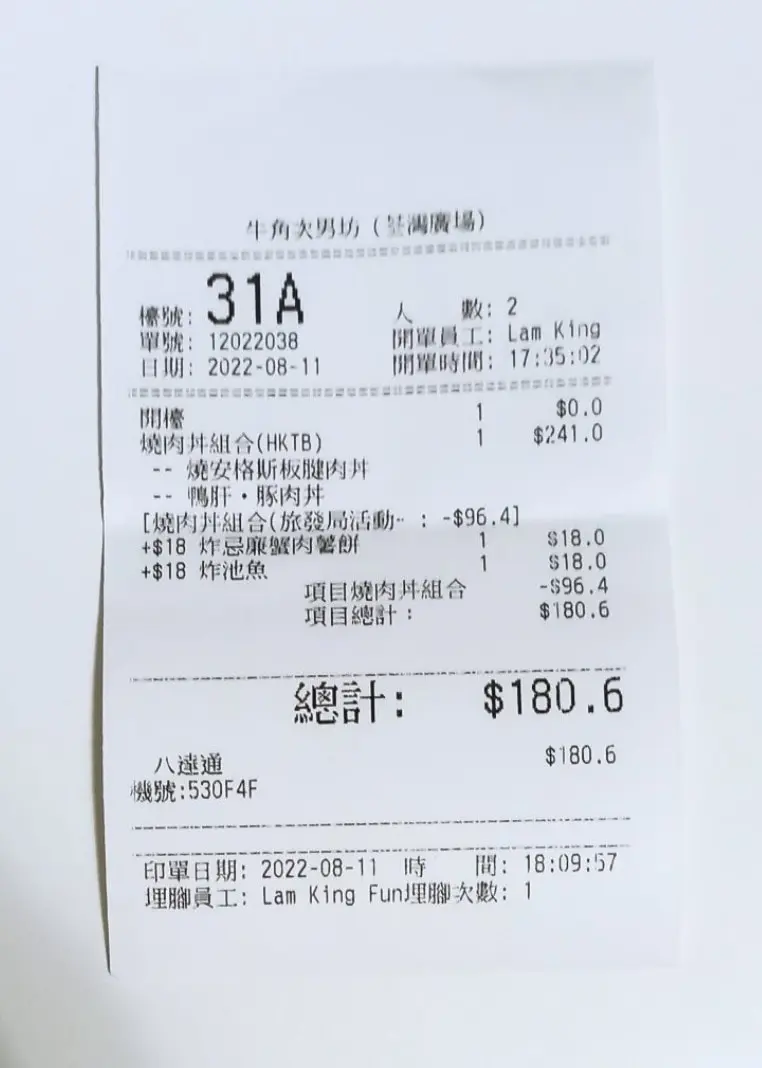 牛角次男坊 (荃灣廣場)
檯號: 31A 人 數: 2
單號: 12022038 開單員工: Lam King
日期: 2022-08-11 開單時間: 17:35:02
開檯 1 $0.0
燒肉丼組合(HKTB) 1 $241.0
-- 燒安格斯板腱肉丼
-- 鴨肝・豚肉丼
[燒肉丼組合(旅發局活動‥ : -$96.4]
+$18 炸忌廉蟹肉薯餅 1 $18.0
+$18 炸池魚 1 $18.0
項目燒肉丼組合 -$96.4
項目總計: $180.6
總計: $180.6
八達通 $180.6
機號:530F4F
印單日期: 2022-08-11 時 間: 18:09:57
埋腳員工: Lam King Fun埋腳次數: 1